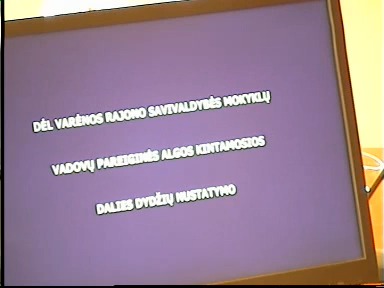 DĖL VARĖNOS RAJONO SAVIVALDYBĖS MOKYKLŲ
VADOVŲ PAREIGINĖS ALGOS KINTAMOSIOS
DALIES DYDŽIŲ NUSTATYMO